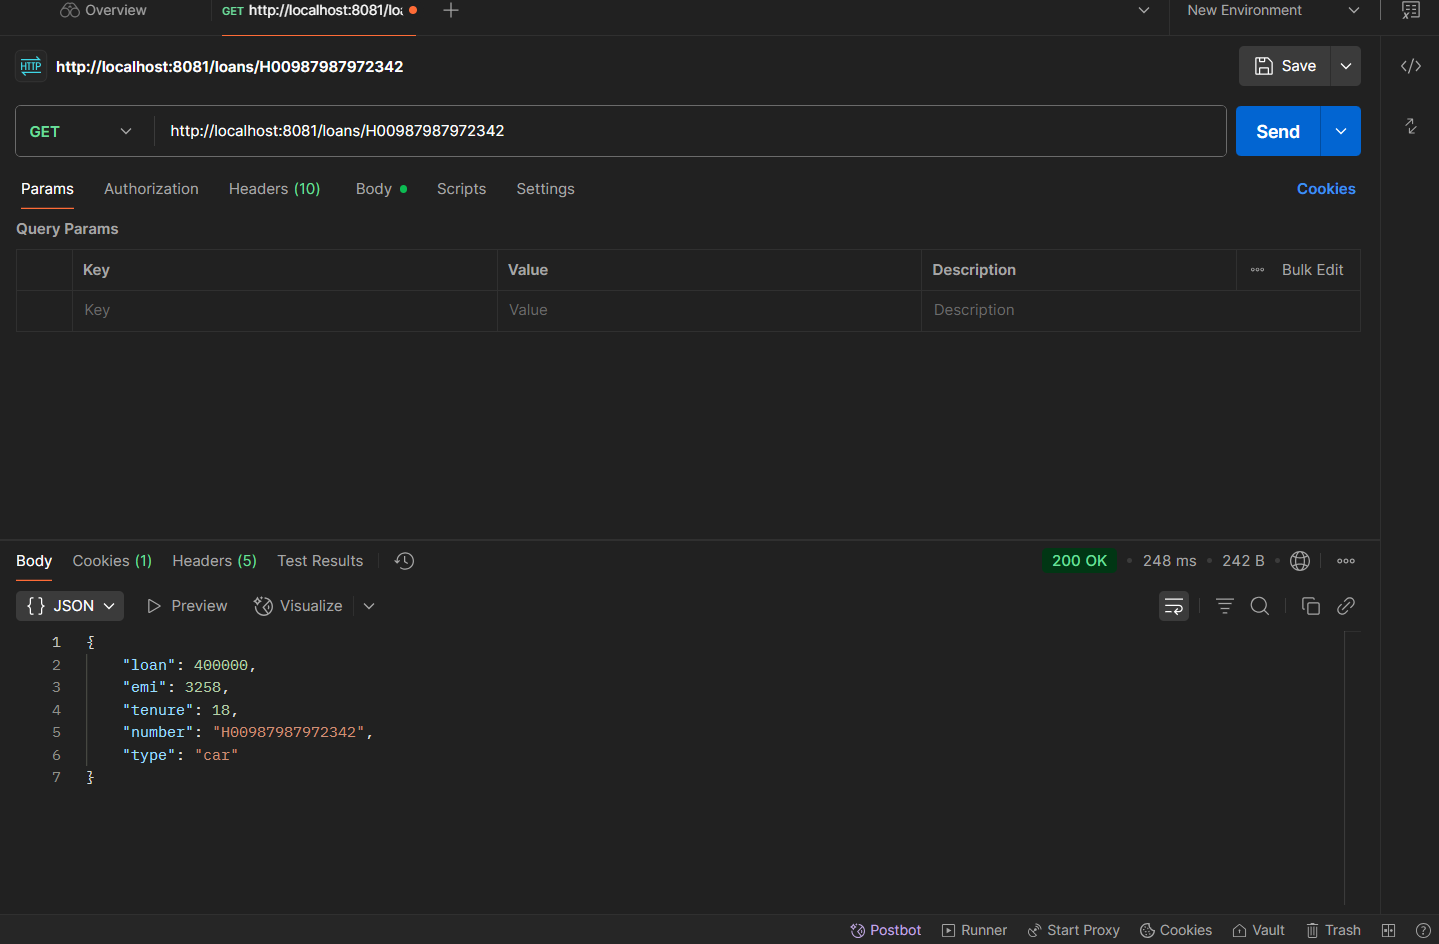 Overview
GET http://localhost:8081/loa
New Environment
HTTP http://localhost:8081/loans/H00987987972342
Save
GET http://localhost:8081/loans/H00987987972342
Send
Params Authorization Headers (10) Body Scripts Settings Cookies
Query Params
Key Value Description Bulk Edit
Key Value Description
Body Cookies (1) Headers (5) Test Results 200 OK 248 ms 242 B
{ } JSON Preview Visualize
1 {
2 "loan": 400000,
3 "emi": 3258,
4 "tenure": 18,
5 "number": "H00987987972342",
6 "type": "car"
7 }
Postbot Runner Start Proxy Cookies Vault Trash